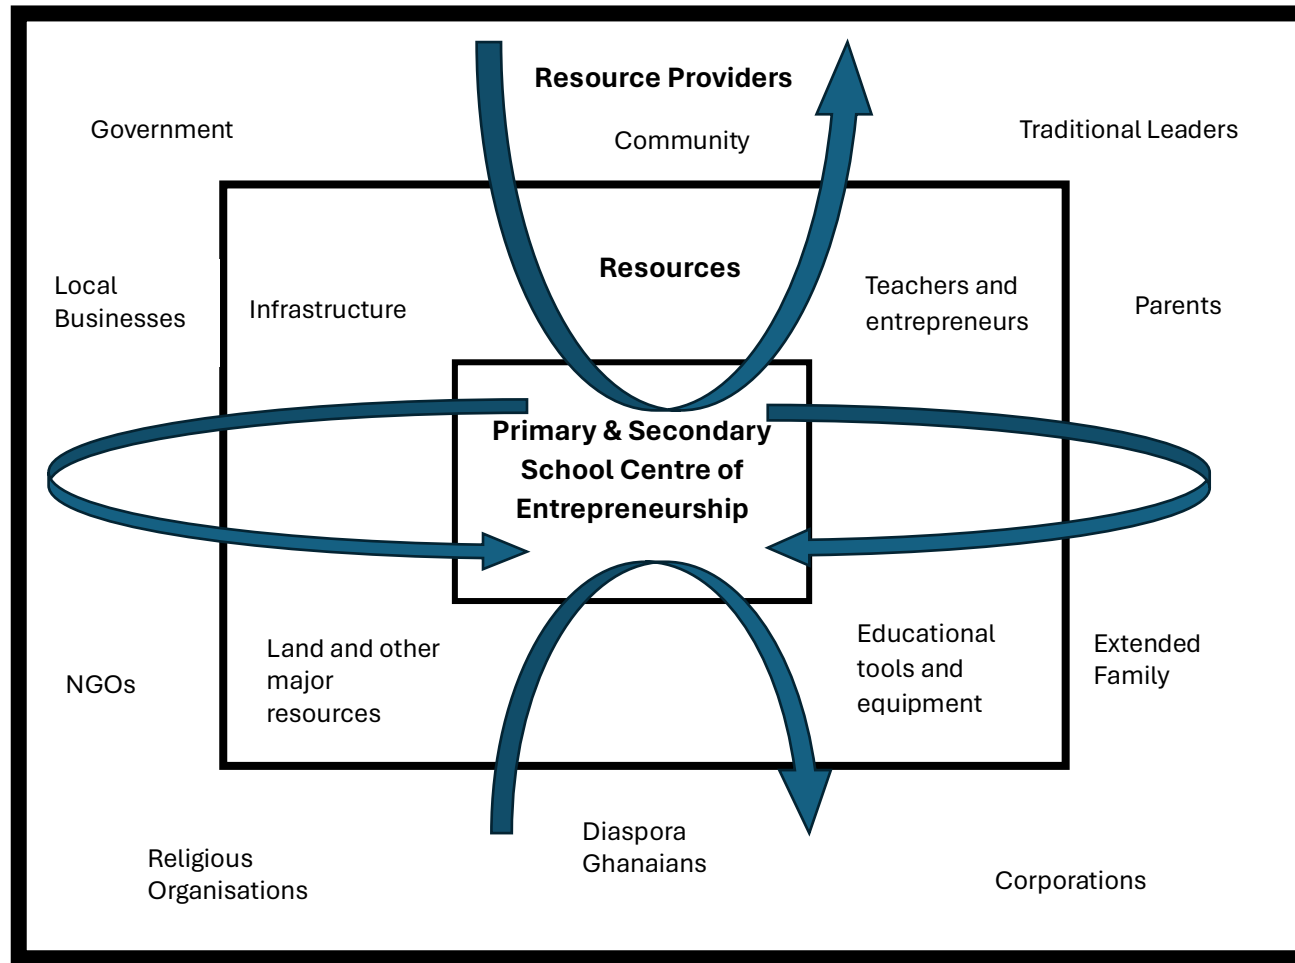 Resource Providers
Government
Community
Traditional Leaders
Resources
Local
Businesses
Infrastructure
Teachers and
entrepreneurs
Parents
Primary & Secondary
School Centre of
Entrepreneurship
NGOs
Land and other
major
resources
Educational
tools and
equipment
Extended
Family
Religious
Organisations
Diaspora
Ghanaians
Corporations